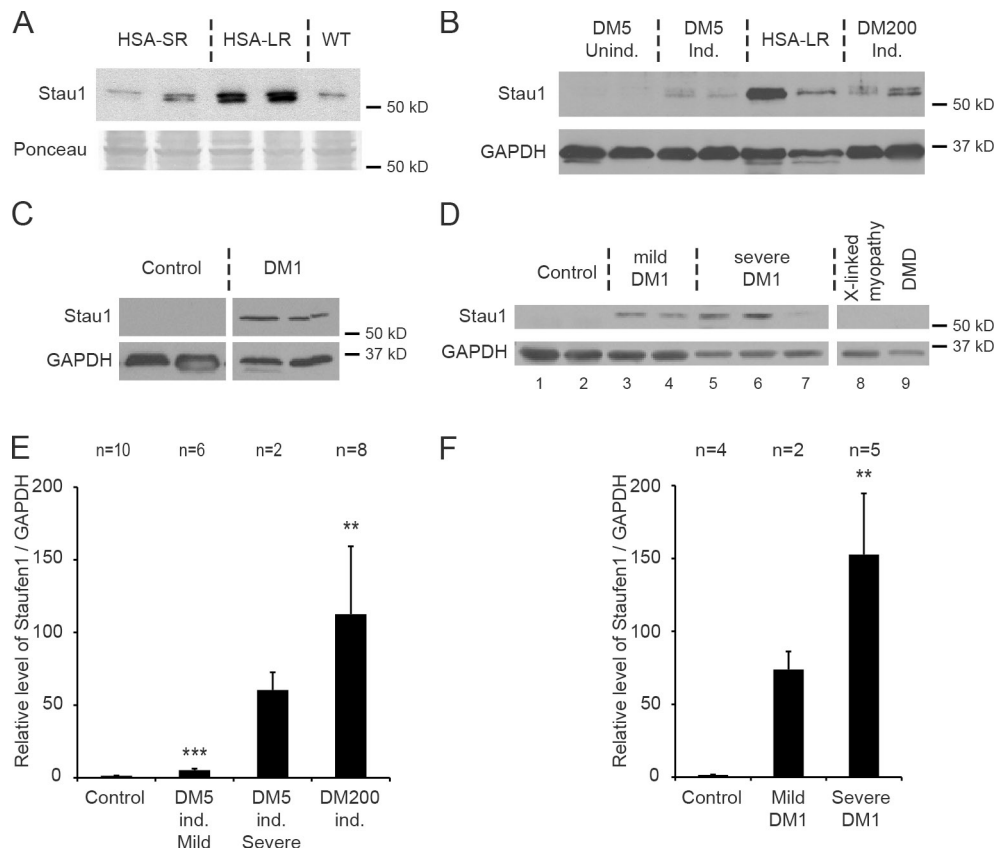 A
HSA-SR HSA-LR WT
Stau1
50 kD
Ponceau
50 kD
B
DM5 Unind.
DM5 Ind.
HSA-LR
DM200 Ind.
Stau1
50 kD
GAPDH
37 kD
C
Control DM1
Stau1
50 kD
GAPDH
37 kD
D
Control
mild DM1
severe DM1
X-linked myopathy
DMD
Stau1
50 kD
GAPDH
37 kD
1 2 3 4 5 6 7 8 9
E
n=10 n=6 n=2 n=8
Relative level of Staufen1 / GAPDH
200
150
100
50
0
***
**
Control
DM5 ind. Mild
DM5 ind. Severe
DM200 ind.
F
n=4 n=2 n=5
Relative level of Staufen1 / GAPDH
200
150
100
50
0
**
Control
Mild DM1
Severe DM1